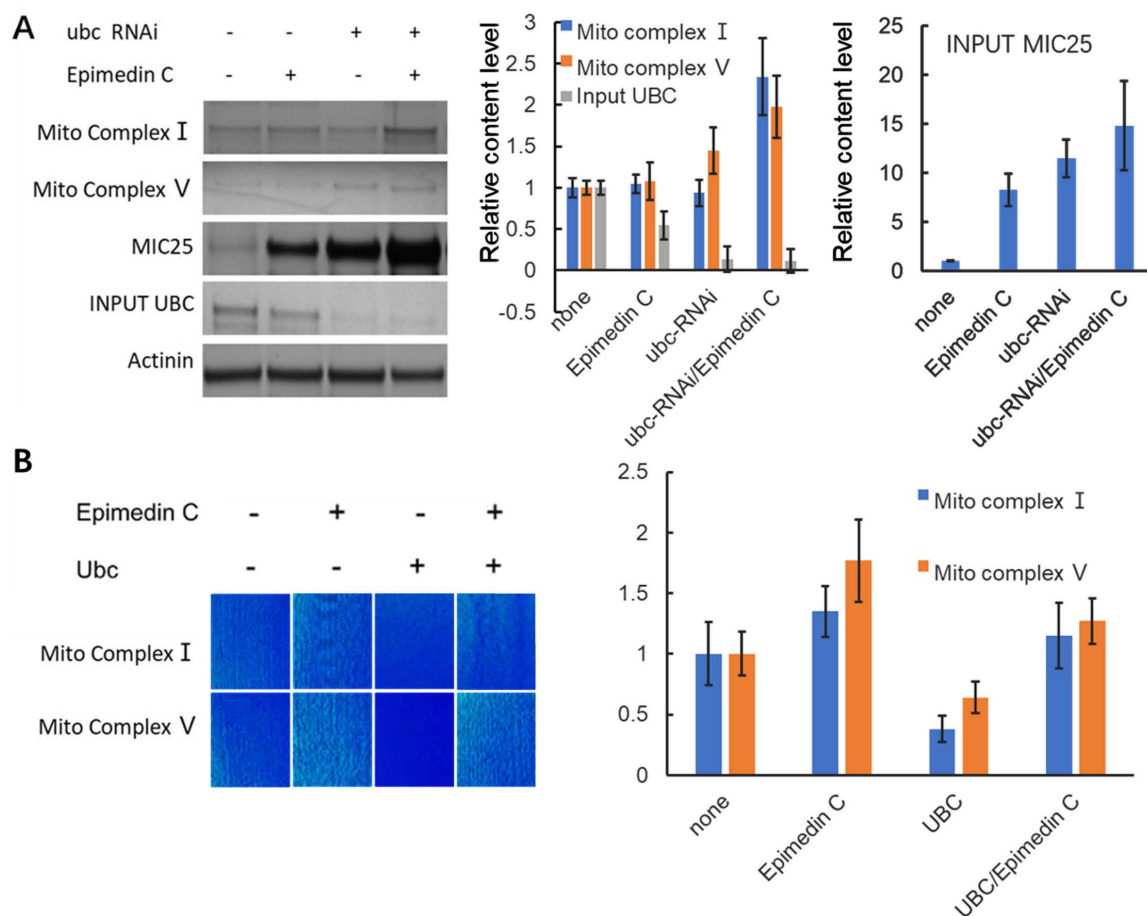 A
ubc RNAi - - + +
Epimedin C - + - +
Mito Complex I
Mito Complex V
MIC25
INPUT UBC
Actinin
Relative content level
3
2.5
2
1.5
1
0.5
0
-0.5
Mito complex I
Mito complex V
Input UBC
none
Epimedin C
ubc-RNAi
ubc-RNAi/Epimedin C
Relative content level
25
20
15
10
5
0
INPUT MIC25
none
Epimedin C
ubc-RNAi
ubc-RNAi/Epimedin C
B
Epimedin C - + - +
Ubc - - + +
Mito Complex I
Mito Complex V
2.5
2
1.5
1
0.5
0
Mito complex I
Mito complex V
none
Epimedin C
UBC
UBC/Epimedin C